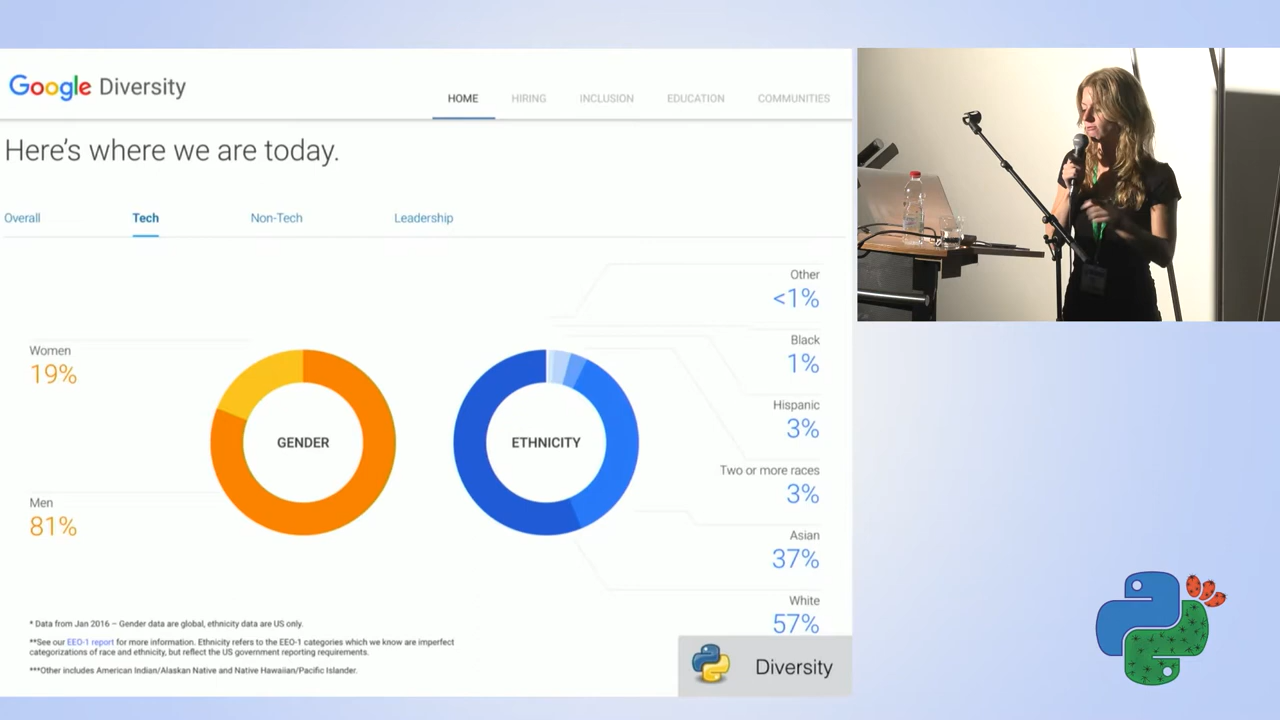 Google Diversity
HOME HIRING INCLUSION EDUCATION COMMUNITIES
Here's where we are today.
Overall Tech Non-Tech Leadership
Other
<1%
Women
19%
Black
1%
Hispanic
3%
GENDER
ETHNICITY
Two or more races
3%
Men
81%
Asian
37%
White
57%
* Data from Jan 2016 – Gender data are global, ethnicity data are US only.
**See our EEO-1 report for more information. Ethnicity refers to the EEO-1 categories which we know are imperfect
categorizations of race and ethnicity, but reflect the US government reporting requirements.
***Other includes American Indian/Alaskan Native and Native Hawaiian/Pacific Islander.
Diversity